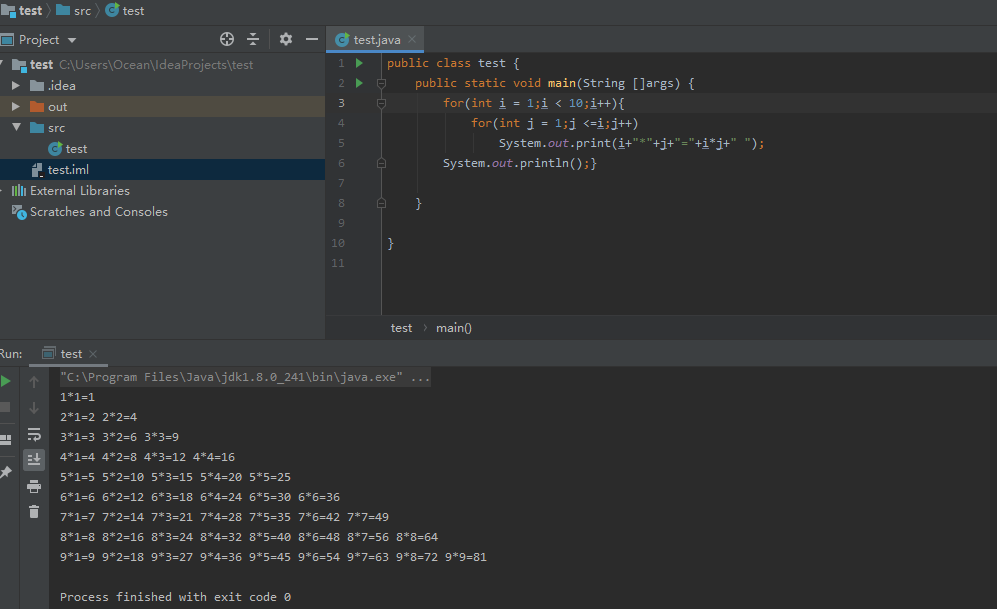 test src test
Project
test.java
test C:\Users\Ocean\IdeaProjects\test
.idea
out
src
test
test.iml
External Libraries
Scratches and Consoles
1 public class test {
2 public static void main(String []args) {
3 for(int i = 1;i < 10;i++){
4 for(int j = 1;j <=i;j++)
5 System.out.print(i+"*"+j+"="+i*j+" ");
6 System.out.println();}
7
8 }
9
10 }
11
test main()
Run: test
"C:\Program Files\Java\jdk1.8.0_241\bin\java.exe" ...
1*1=1
2*1=2 2*2=4
3*1=3 3*2=6 3*3=9
4*1=4 4*2=8 4*3=12 4*4=16
5*1=5 5*2=10 5*3=15 5*4=20 5*5=25
6*1=6 6*2=12 6*3=18 6*4=24 6*5=30 6*6=36
7*1=7 7*2=14 7*3=21 7*4=28 7*5=35 7*6=42 7*7=49
8*1=8 8*2=16 8*3=24 8*4=32 8*5=40 8*6=48 8*7=56 8*8=64
9*1=9 9*2=18 9*3=27 9*4=36 9*5=45 9*6=54 9*7=63 9*8=72 9*9=81
Process finished with exit code 0